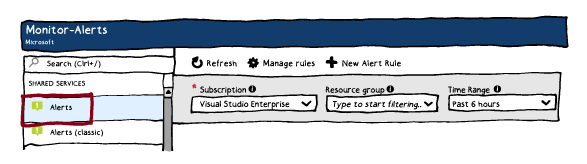 Monitor-Alerts
Microsoft
Search (Clrl+/)
Refresh Manage rules New Alert Rule
SHARED SERVICES
* Subscription Resource group Time Range
Visual Studio Enterprise Type to start filtering.. Past 6 hours
Alerts
Alerts (classic)